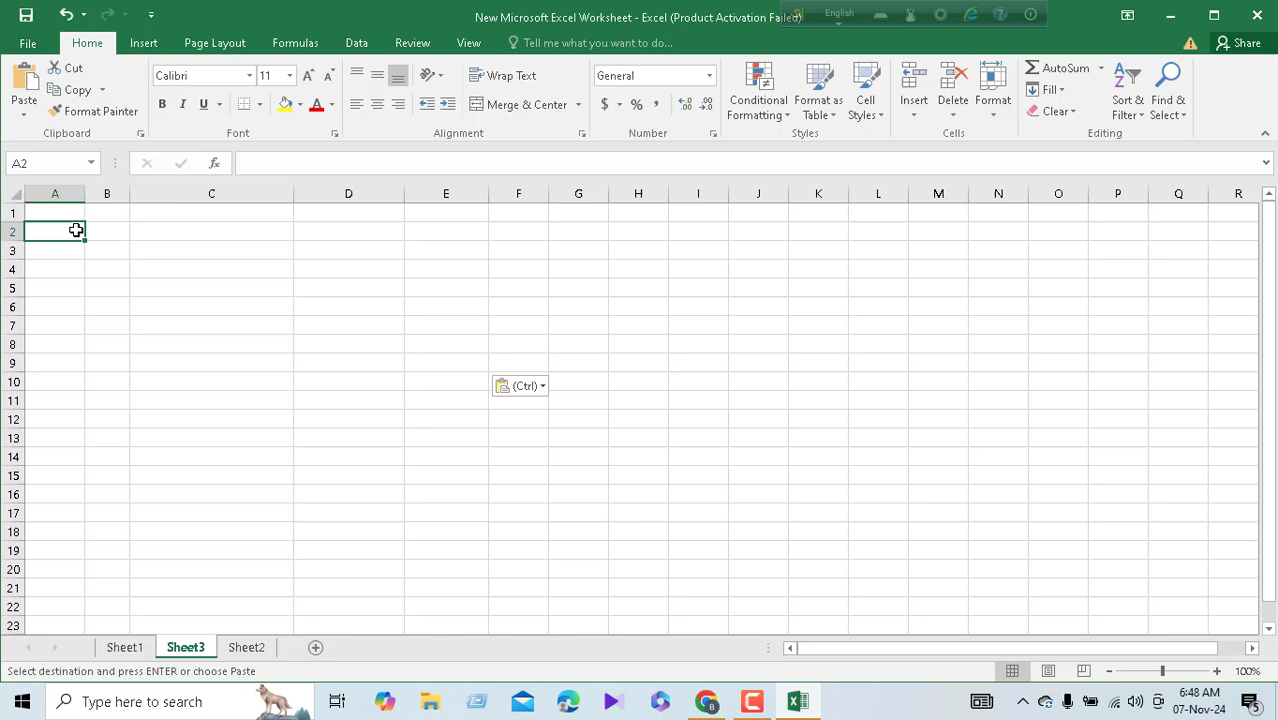 New Microsoft Excel Worksheet - Excel (Product Activation Failed)
English
File Home Insert Page Layout Formulas Data Review View Tell me what you want to do... Share
Paste Cut
Copy
Format Painter
Clipboard
Calibri 11
B I U A
Font
Wrap Text
Merge & Center
Alignment
General
$ % ,
Number
Conditional Formatting
Format as Table
Cell Styles
Styles
Insert Delete Format
Cells
AutoSum
Fill
Clear
Sort & Filter
Find & Select
Editing
A2 fx
A B C D E F G H I J K L M N O P Q R
1
2
3
4
5
6
7
8
9
10
(Ctrl)
11
12
13
14
15
16
17
18
19
20
21
22
23
Sheet1 Sheet3 Sheet2
Select destination and press ENTER or choose Paste 100%
Type here to search
6:48 AM
07-Nov-24
5